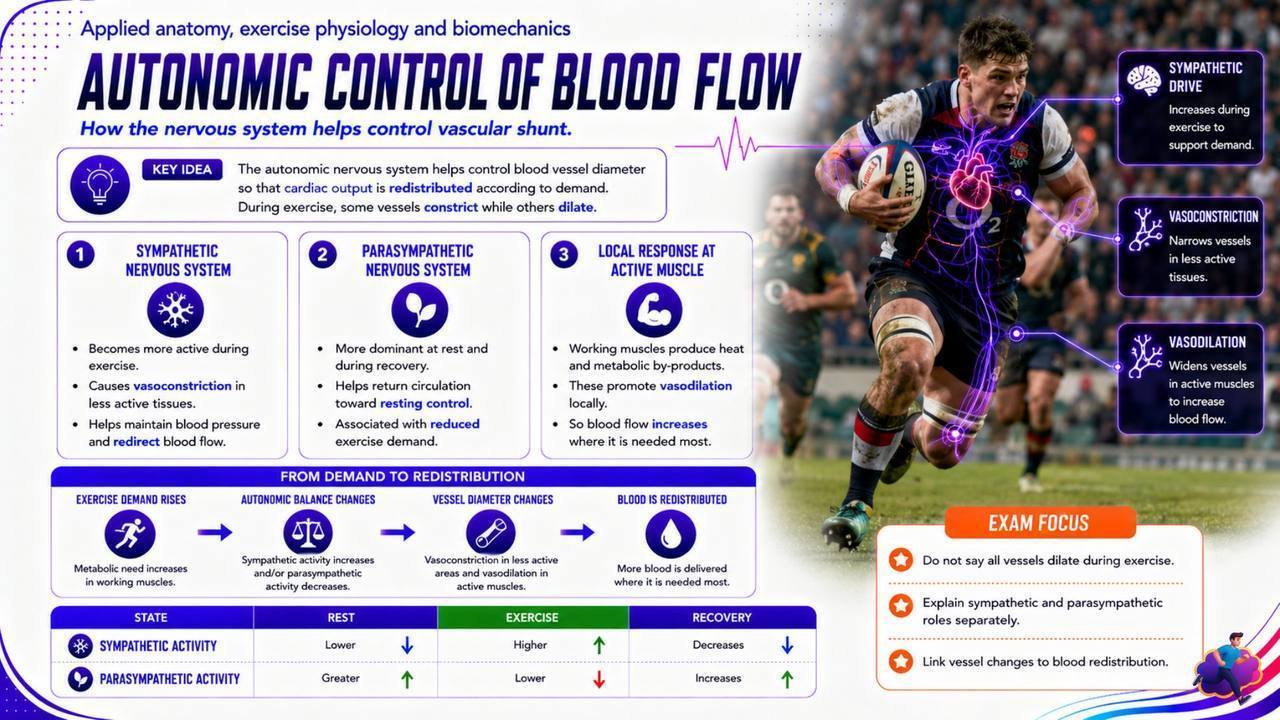 Applied anatomy, exercise physiology and biomechanics
AUTONOMIC CONTROL OF BLOOD FLOW
How the nervous system helps control vascular shunt.
KEY IDEA
The autonomic nervous system helps control blood vessel diameter
so that cardiac output is redistributed according to demand.
During exercise, some vessels constrict while others dilate.
1
SYMPATHETIC
NERVOUS SYSTEM
• Becomes more active during
exercise.
• Causes vasoconstriction in
less active tissues.
• Helps maintain blood pressure
and redirect blood flow.
2
PARASYMPATHETIC
NERVOUS SYSTEM
• More dominant at rest and
during recovery.
• Helps return circulation
toward resting control.
• Associated with reduced
exercise demand.
3
LOCAL RESPONSE AT
ACTIVE MUSCLE
• Working muscles produce heat
and metabolic by-products.
• These promote vasodilation
locally.
• So blood flow increases
where it is needed most.
FROM DEMAND TO REDISTRIBUTION
EXERCISE DEMAND RISES
Metabolic need increases
in working muscles.
AUTONOMIC BALANCE CHANGES
Sympathetic activity increases
and/or parasympathetic
activity decreases.
VESSEL DIAMETER CHANGES
Vasoconstriction in less active
areas and vasodilation in
active muscles.
BLOOD IS REDISTRIBUTED
More blood is delivered
where it is needed most.
STATE REST EXERCISE RECOVERY
SYMPATHETIC ACTIVITY Lower ↓ Higher ↑ Decreases ↓
PARASYMPATHETIC ACTIVITY Greater ↑ Lower ↓ Increases ↑
SYMPATHETIC
DRIVE
Increases during
exercise to
support demand.
VASOCONSTRICTION
Narrows vessels
in less active
tissues.
VASODILATION
Widens vessels
in active muscles
to increase
blood flow.
O2
EXAM FOCUS
Do not say all vessels dilate during exercise.
Explain sympathetic and parasympathetic
roles separately.
Link vessel changes to blood redistribution.